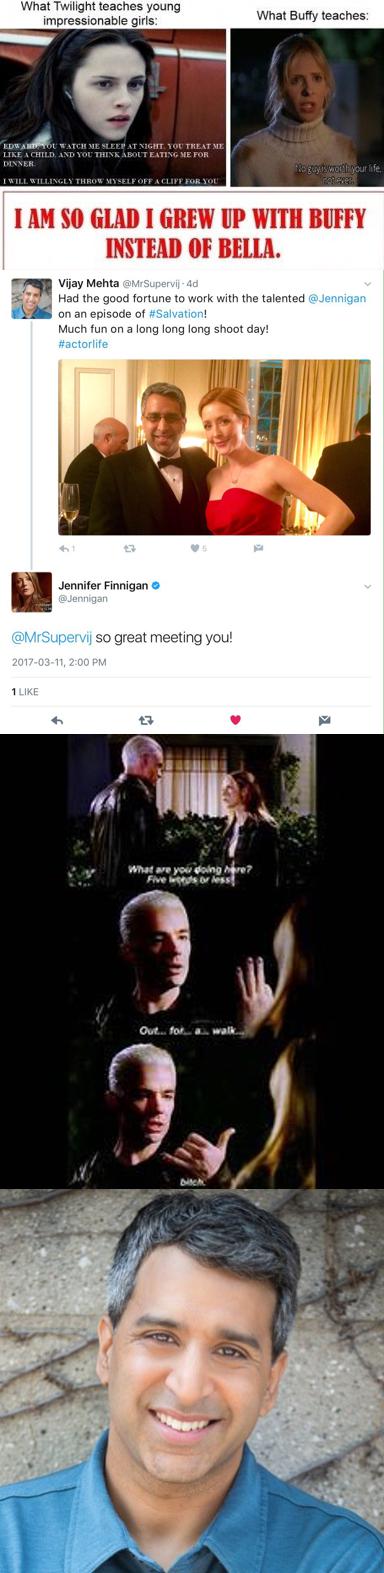 What Twilight teaches young
impressionable girls:
What Buffy teaches:
EDWARD, YOU WATCH ME SLEEP AT NIGHT, YOU TREAT ME
LIKE A CHILD, AND YOU THINK ABOUT EATING ME FOR
DINNER.
I WILL WILLINGLY THROW MYSELF OFF A CLIFF FOR YOU
No guy is worth your life,
not ever.
I AM SO GLAD I GREW UP WITH BUFFY
INSTEAD OF BELLA.
Vijay Mehta @MrSupervij · 4d
Had the good fortune to work with the talented @Jennigan
on an episode of #Salvation!
Much fun on a long long long shoot day!
#actorlife
1
5
Jennifer Finnigan
@Jennigan
@MrSupervij so great meeting you!
2017-03-11, 2:00 PM
1 LIKE
What are you doing here?
Five words or less!
Out... for... a... walk...
bitch.